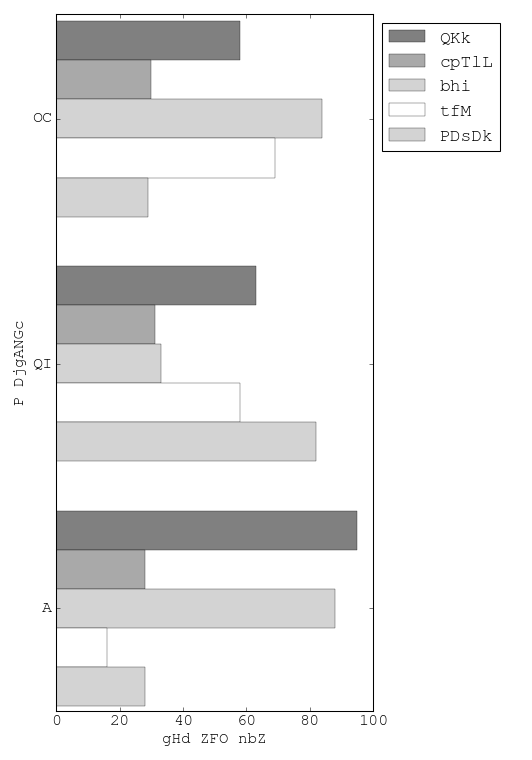 QKk
cpTlL
bhi
tfM
PDsDk
OC
QI
A
P DjgANGc
0 20 40 60 80 100
gHd ZFO nbZ